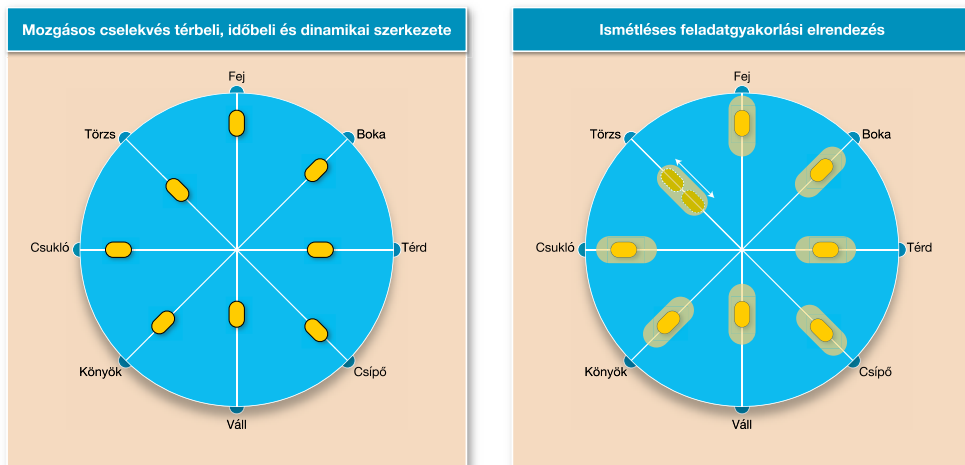 Mozgásos cselekvés térbeli, időbeli és dinamikai szerkezete
Fej
Törzs
Boka
Csukló
Térd
Könyök
Csípő
Váll
Ismétléses feladatgyakorlási elrendezés
Fej
Törzs
Boka
Csukló
Térd
Könyök
Csípő
Váll